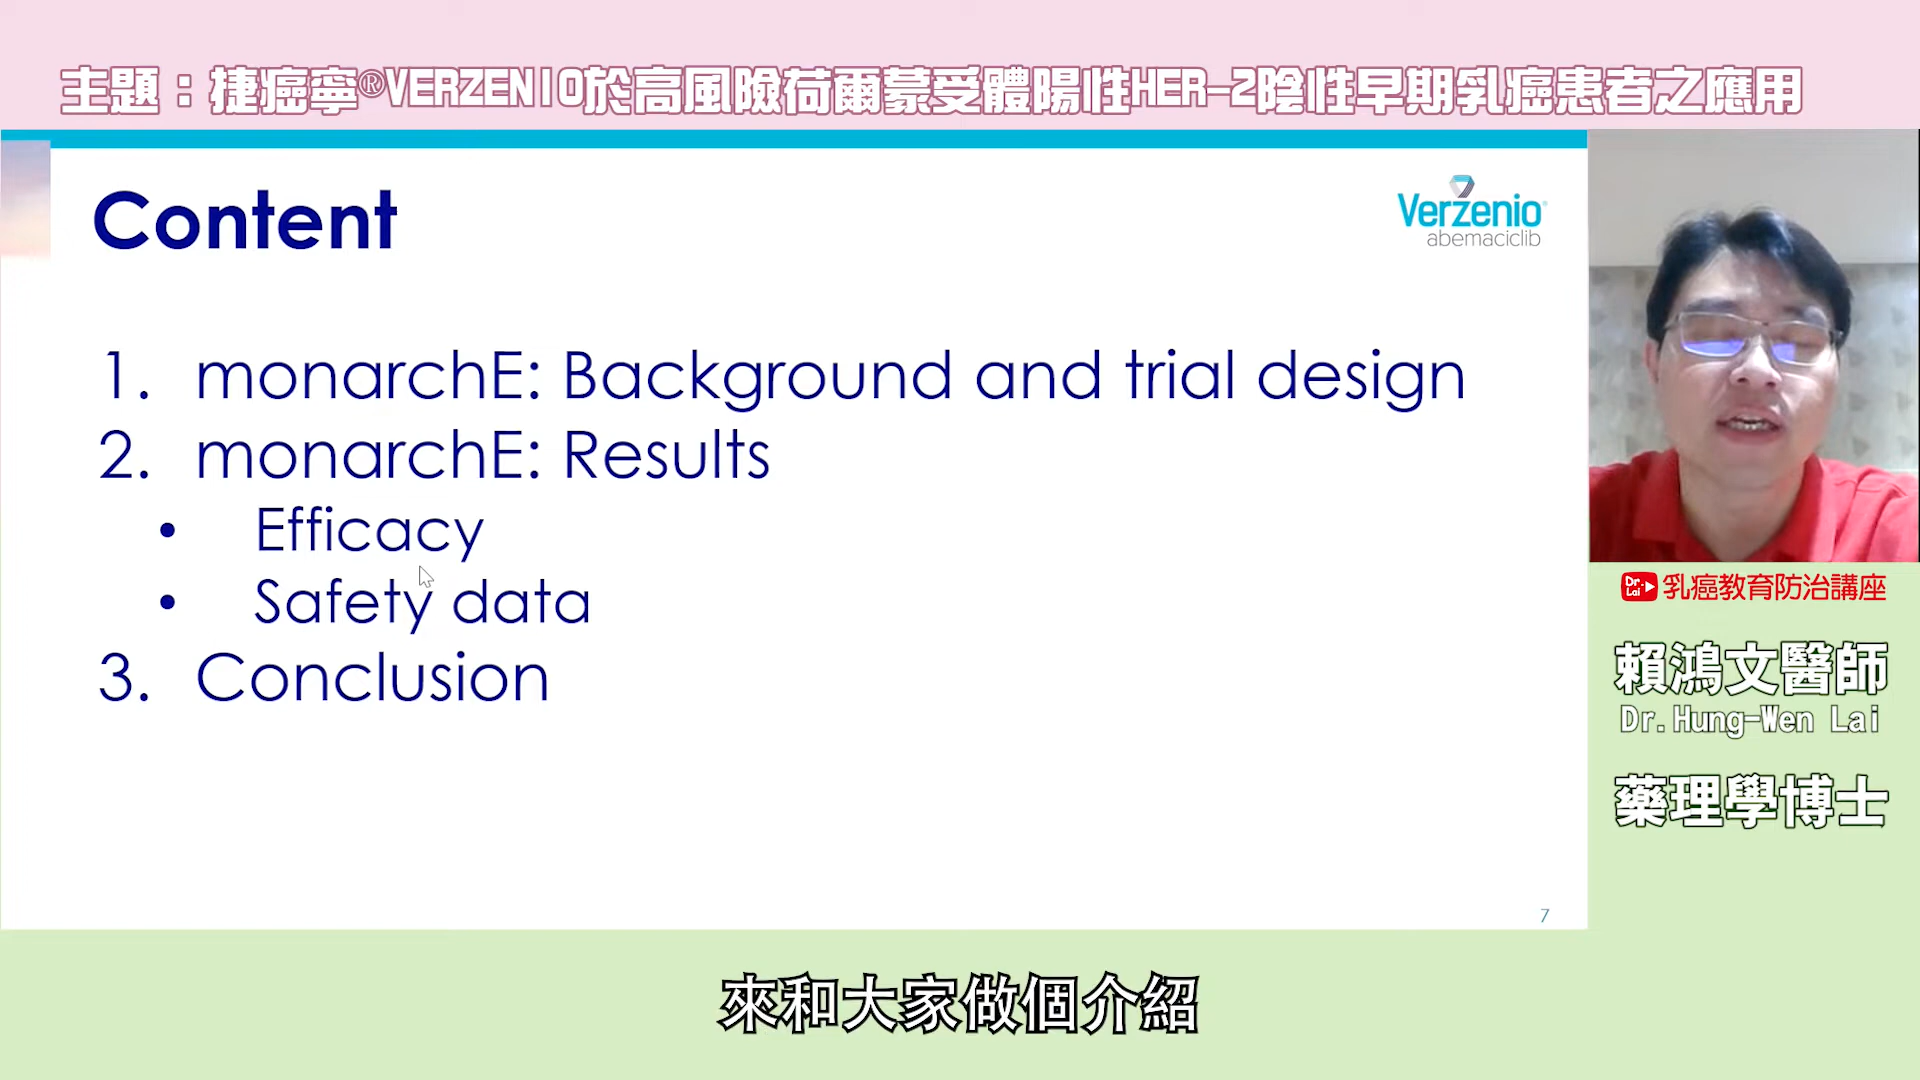 主題：捷癌寧®VERZENIO於高風險荷爾蒙受體陽性HER-2陰性早期乳癌患者之應用
Content
Verzenio®
abemaciclib
1. monarchE: Background and trial design
2. monarchE: Results
• Efficacy
• Safety data
3. Conclusion
7
Dr. Lai 乳癌教育防治講座
賴鴻文醫師
Dr.Hung-Wen Lai
藥理學博士
來和大家做個介紹